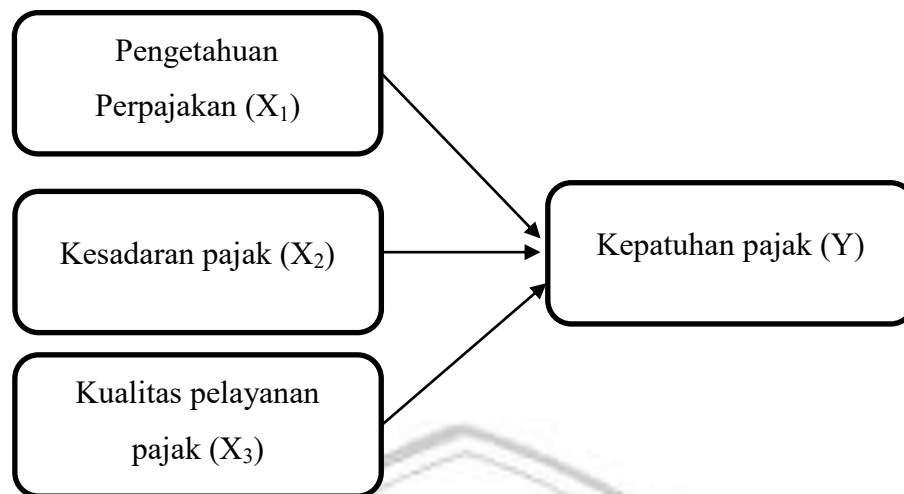 Pengetahuan
Perpajakan (X₁)
Kesadaran pajak (X₂)
Kepatuhan pajak (Y)
Kualitas pelayanan
pajak (X₃)